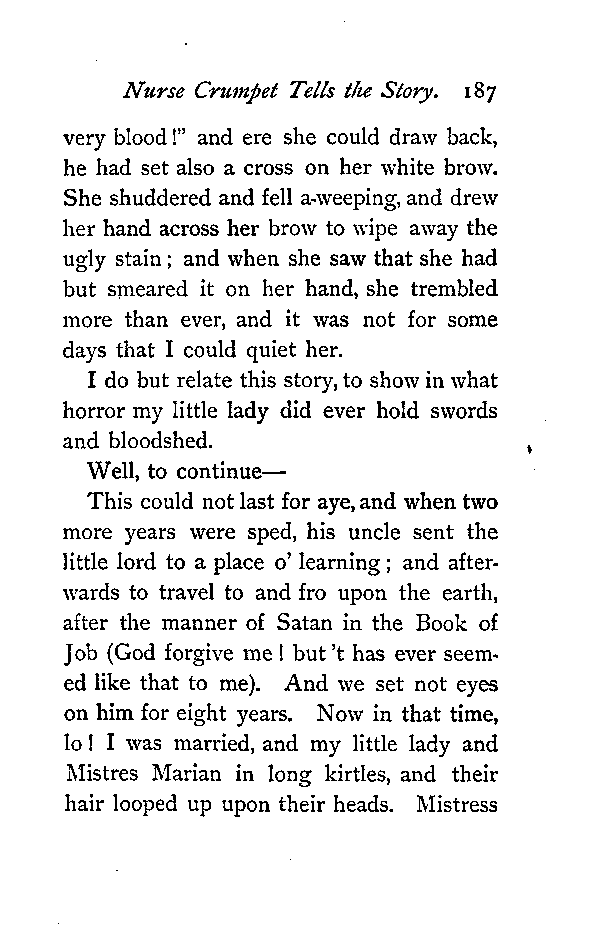 Nurse Crumpet Tells the Story. 187
very blood!" and ere she could draw back,
he had set also a cross on her white brow.
She shuddered and fell a-weeping, and drew
her hand across her brow to wipe away the
ugly stain; and when she saw that she had
but smeared it on her hand, she trembled
more than ever, and it was not for some
days that I could quiet her.
I do but relate this story, to show in what
horror my little lady did ever hold swords
and bloodshed.
Well, to continue—
This could not last for aye, and when two
more years were sped, his uncle sent the
little lord to a place o' learning; and after-
wards to travel to and fro upon the earth,
after the manner of Satan in the Book of
Job (God forgive me! but 't has ever seem-
ed like that to me). And we set not eyes
on him for eight years. Now in that time,
lo! I was married, and my little lady and
Mistres Marian in long kirtles, and their
hair looped up upon their heads. Mistress